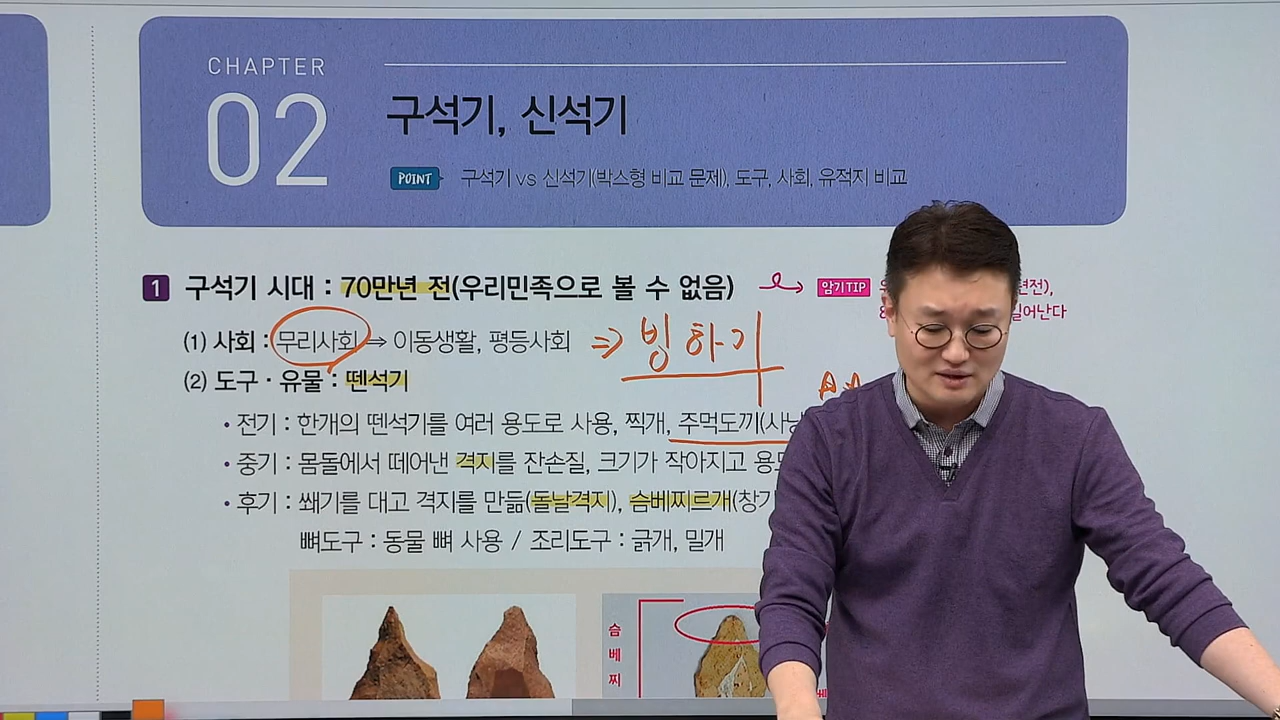 CHAPTER
02
구석기, 신석기
POINT 구석기 vs 신석기(박스형 비교 문제), 도구, 사회, 유적지 비교
1 구석기 시대 : 70만년 전(우리민족으로 볼 수 없음) 암기TIP
(1) 사회 : 무리사회 ⇒ 이동생활, 평등사회 ⇒ 빙하기
(2) 도구 · 유물 : 뗀석기
• 전기 : 한개의 뗀석기를 여러 용도로 사용, 찍개, 주먹도끼(사냥
• 중기 : 몸돌에서 떼어낸 격지를 잔손질, 크기가 작아지고
• 후기 : 쐐기를 대고 격지를 만듦(돌날격지), 슴베찌르개(창기
뼈도구 : 동물 뼈 사용 / 조리도구 : 긁개, 밀개
슴
베
찌